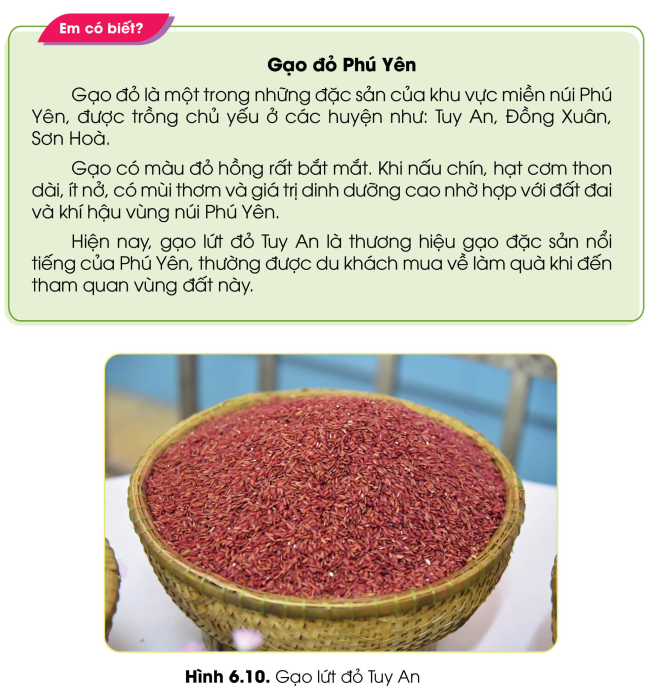 Em có biết?
Gạo đỏ Phú Yên
Gạo đỏ là một trong những đặc sản của khu vực miền núi Phú
Yên, được trồng chủ yếu ở các huyện như: Tuy An, Đồng Xuân,
Sơn Hoà.
Gạo có màu đỏ hồng rất bắt mắt. Khi nấu chín, hạt cơm thon
dài, ít nở, có mùi thơm và giá trị dinh dưỡng cao nhờ hợp với đất đai
và khí hậu vùng núi Phú Yên.
Hiện nay, gạo lứt đỏ Tuy An là thương hiệu gạo đặc sản nổi
tiếng của Phú Yên, thường được du khách mua về làm quà khi đến
tham quan vùng đất này.
Hình 6.10. Gạo lứt đỏ Tuy An